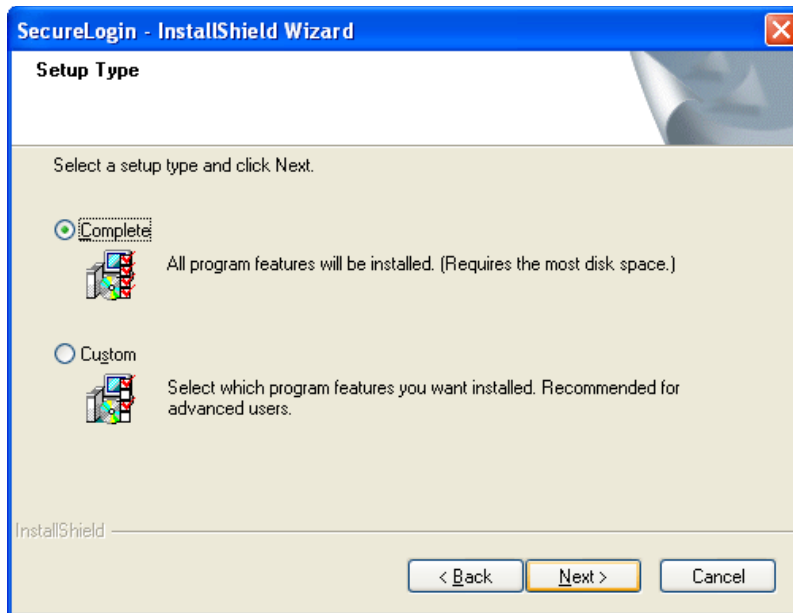 SecureLogin - InstallShield Wizard
Setup Type
Select a setup type and click Next.
Complete
All program features will be installed. (Requires the most disk space.)
Custom
Select which program features you want installed. Recommended for
advanced users.
InstallShield
< Back Next > Cancel